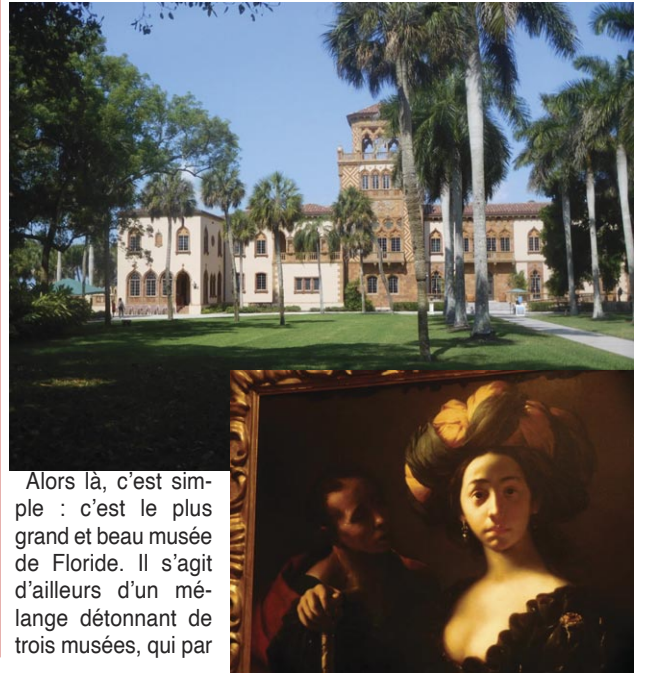 Alors là, c’est sim-
ple : c’est le plus
grand et beau musée
de Floride. Il s’agit
d’ailleurs d’un mé-
lange détonnant de
trois musées, qui par